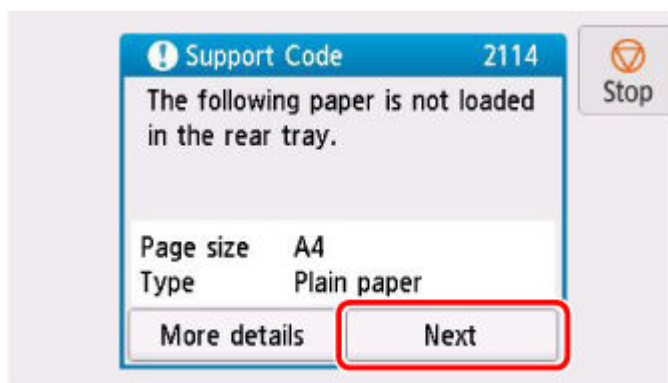 Support Code 2114
Stop
The following paper is not loaded
in the rear tray.
Page size A4
Type Plain paper
More details Next